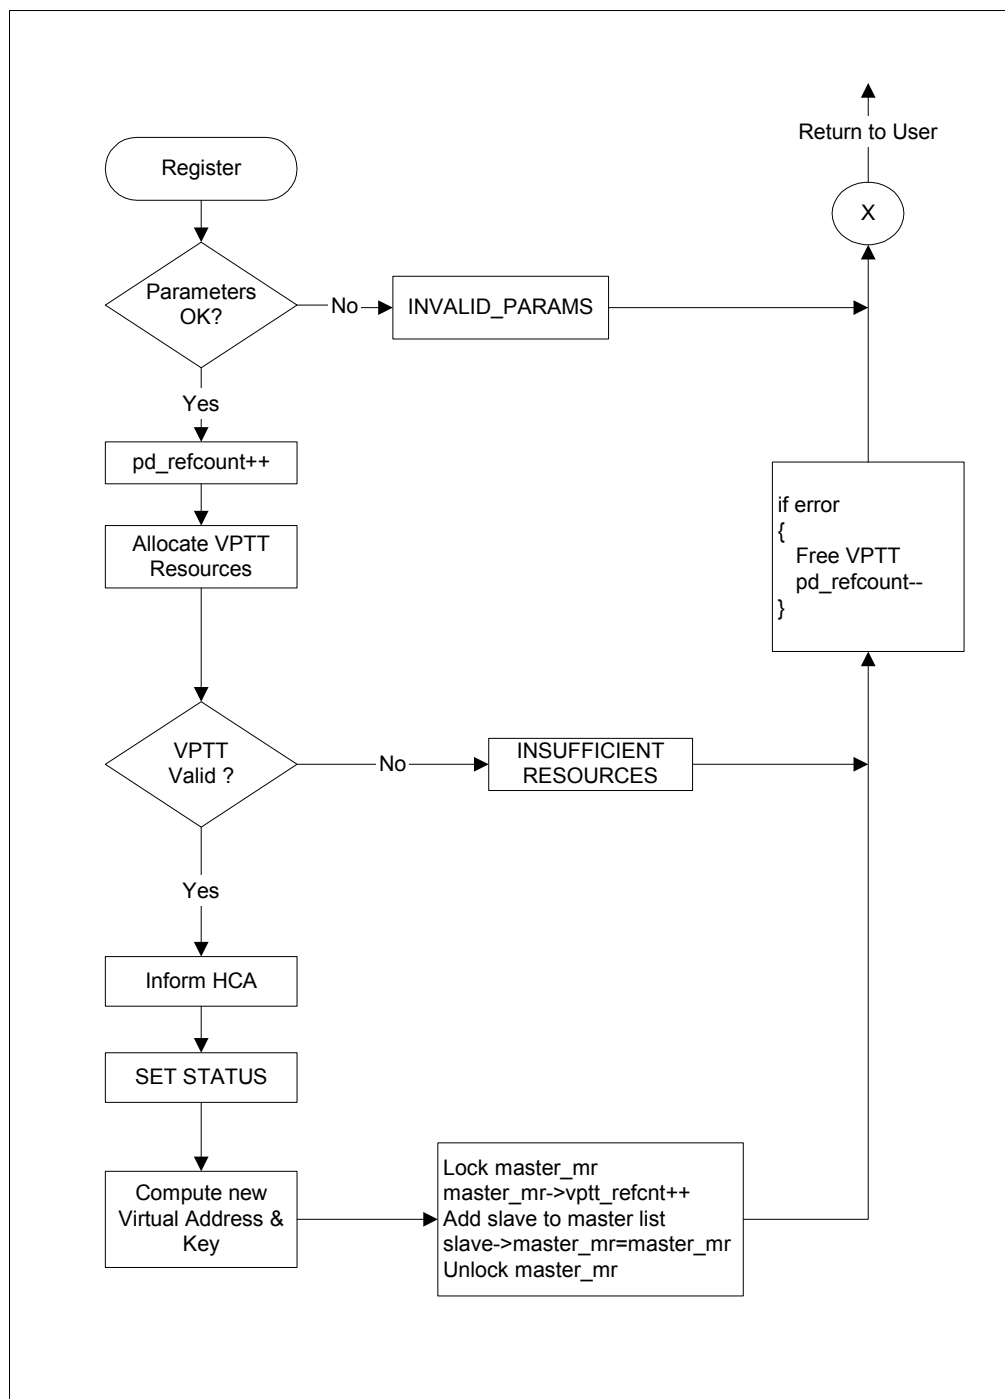 Return to User
Register
X
Parameters
OK?
No
INVALID_PARAMS
Yes
pd_refcount++
Allocate VPTT
Resources
if error
{
Free VPTT
pd_refcount--
}
VPTT
Valid ?
No
INSUFFICIENT
RESOURCES
Yes
Inform HCA
SET STATUS
Compute new
Virtual Address &
Key
Lock master_mr
master_mr->vptt_refcnt++
Add slave to master list
slave->master_mr=master_mr
Unlock master_mr